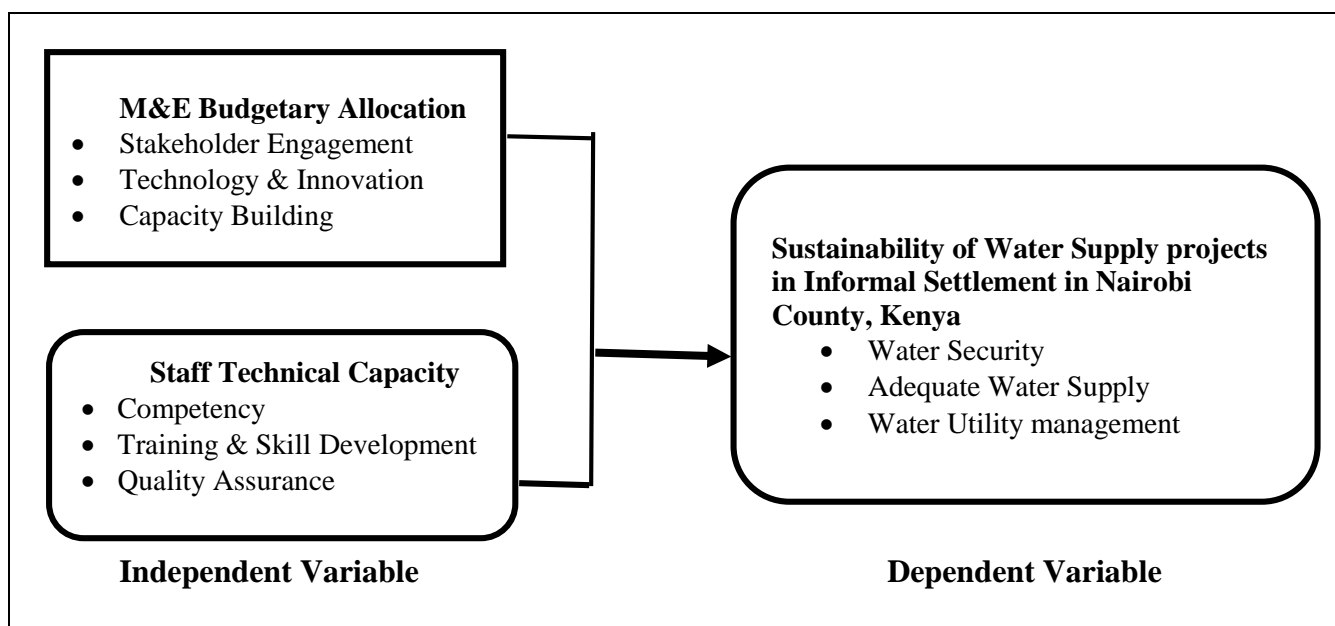 M&E Budgetary Allocation
• Stakeholder Engagement
• Technology & Innovation
• Capacity Building
Staff Technical Capacity
• Competency
• Training & Skill Development
• Quality Assurance
Independent Variable
Sustainability of Water Supply projects
in Informal Settlement in Nairobi
County, Kenya
• Water Security
• Adequate Water Supply
• Water Utility management
Dependent Variable